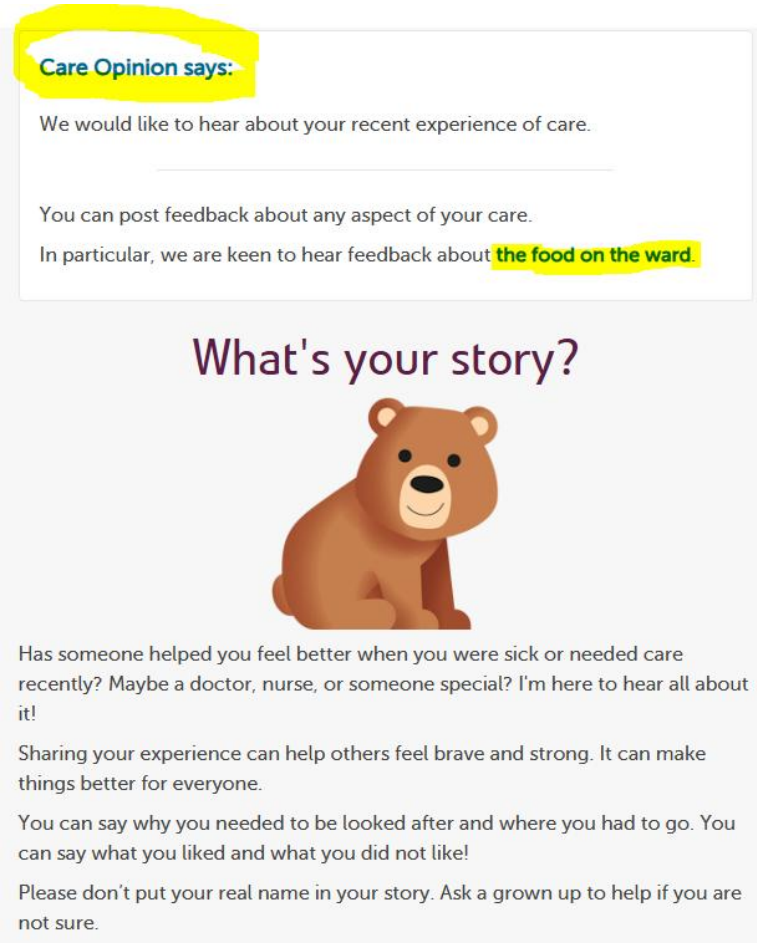 Care Opinion says:
We would like to hear about your recent experience of care.
You can post feedback about any aspect of your care.
In particular, we are keen to hear feedback about the food on the ward.
What's your story?
Has someone helped you feel better when you were sick or needed care
recently? Maybe a doctor, nurse, or someone special? I'm here to hear all about
it!
Sharing your experience can help others feel brave and strong. It can make
things better for everyone.
You can say why you needed to be looked after and where you had to go. You
can say what you liked and what you did not like!
Please don’t put your real name in your story. Ask a grown up to help if you are
not sure.